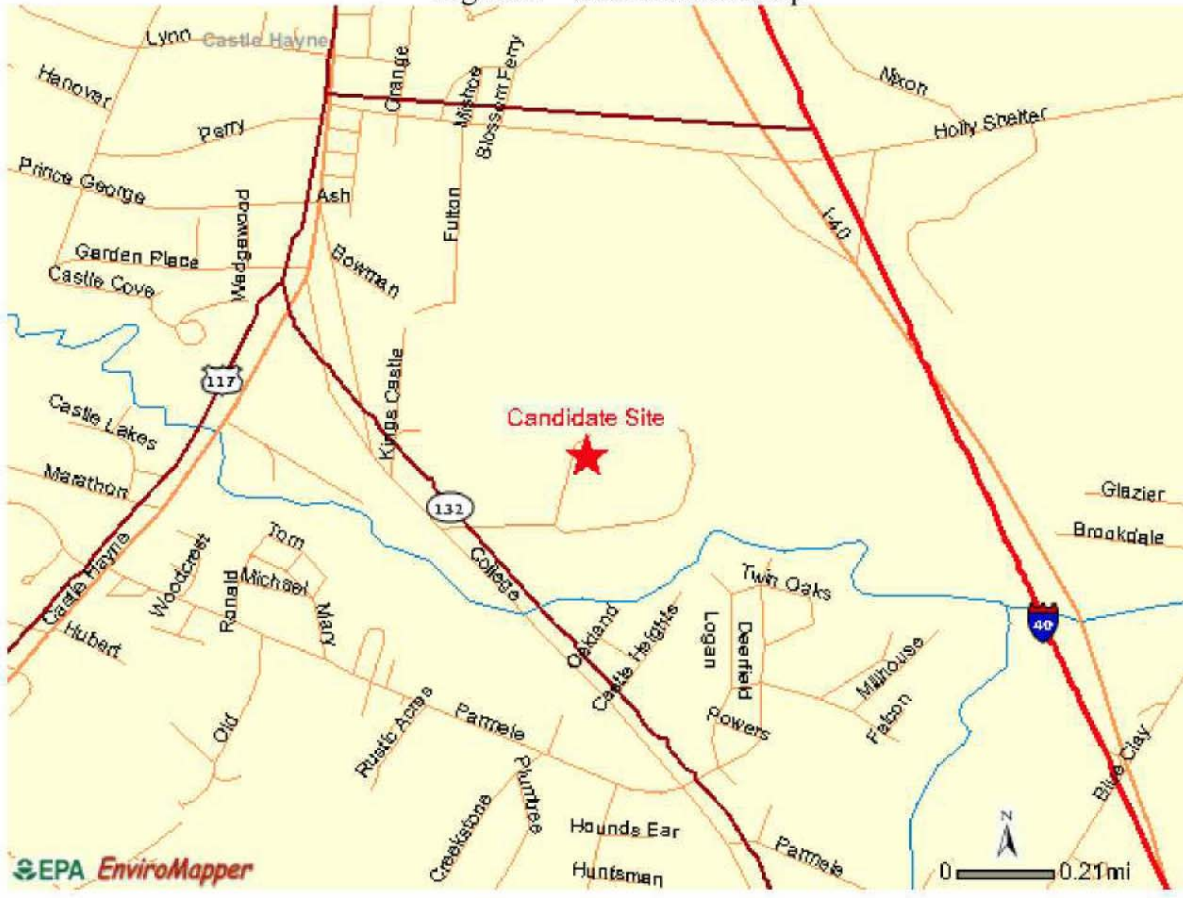 Lynn
Castle Hayne
Hanover
Orange
Mishoe
Blossom Ferry
Nixon
Holly Shelter
Perry
Prince George
Ash
Wedgewood
Fulton
I-40
Garden Place
Bowman
Castle Cove
117
Kings Castle
Candidate Site
Castle Lakes
Marathon
132
Glazier
Brookdale
Castle Hayne
Woodcrest
Tom
Michael
Ronald
Mary
College
Twin Oaks
Oakland
Castle Heights
Logan
Deerfield
40
Hubert
Millhouse
Falcon
Powers
Old
Rustic Acres
Parmele
Blue Clay
Plumtree
Creekstone
Hounds Ear
Huntsman
Parmele
N
0 0.21mi
EPA EnviroMapper